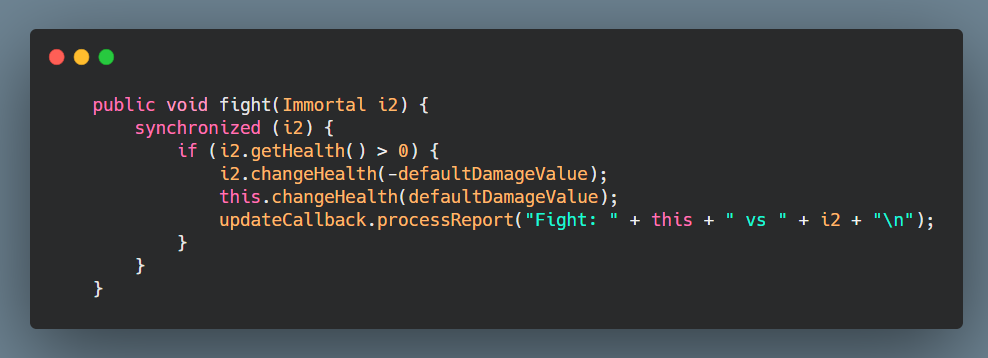 public void fight(Immortal i2) {
    synchronized (i2) {
        if (i2.getHealth() > 0) {
            i2.changeHealth(-defaultDamageValue);
            this.changeHealth(defaultDamageValue);
            updateCallback.processReport("Fight: " + this + " vs " + i2 + "\n");
        }
    }
}